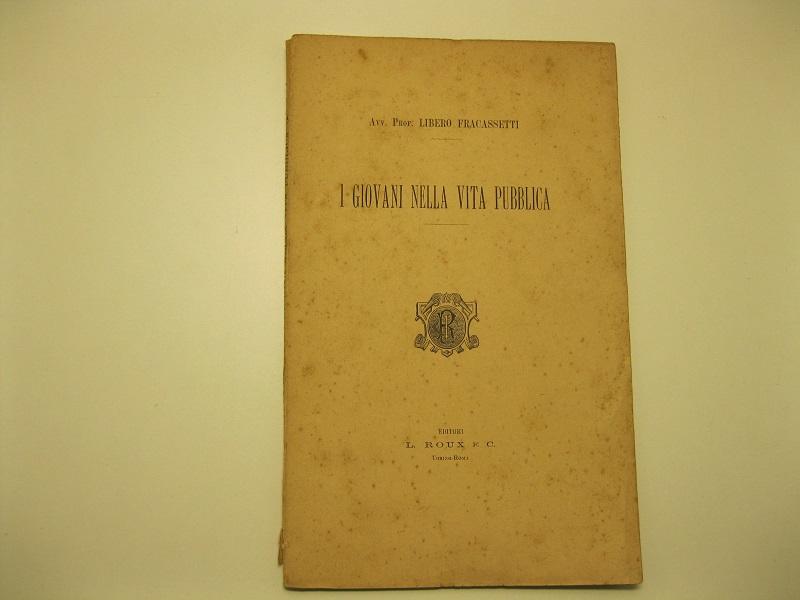 Avv. Prof. LIBERO FRACASSETTI
I GIOVANI NELLA VITA PUBBLICA
EDITORI
L. ROUX E C.
Torino-Roma